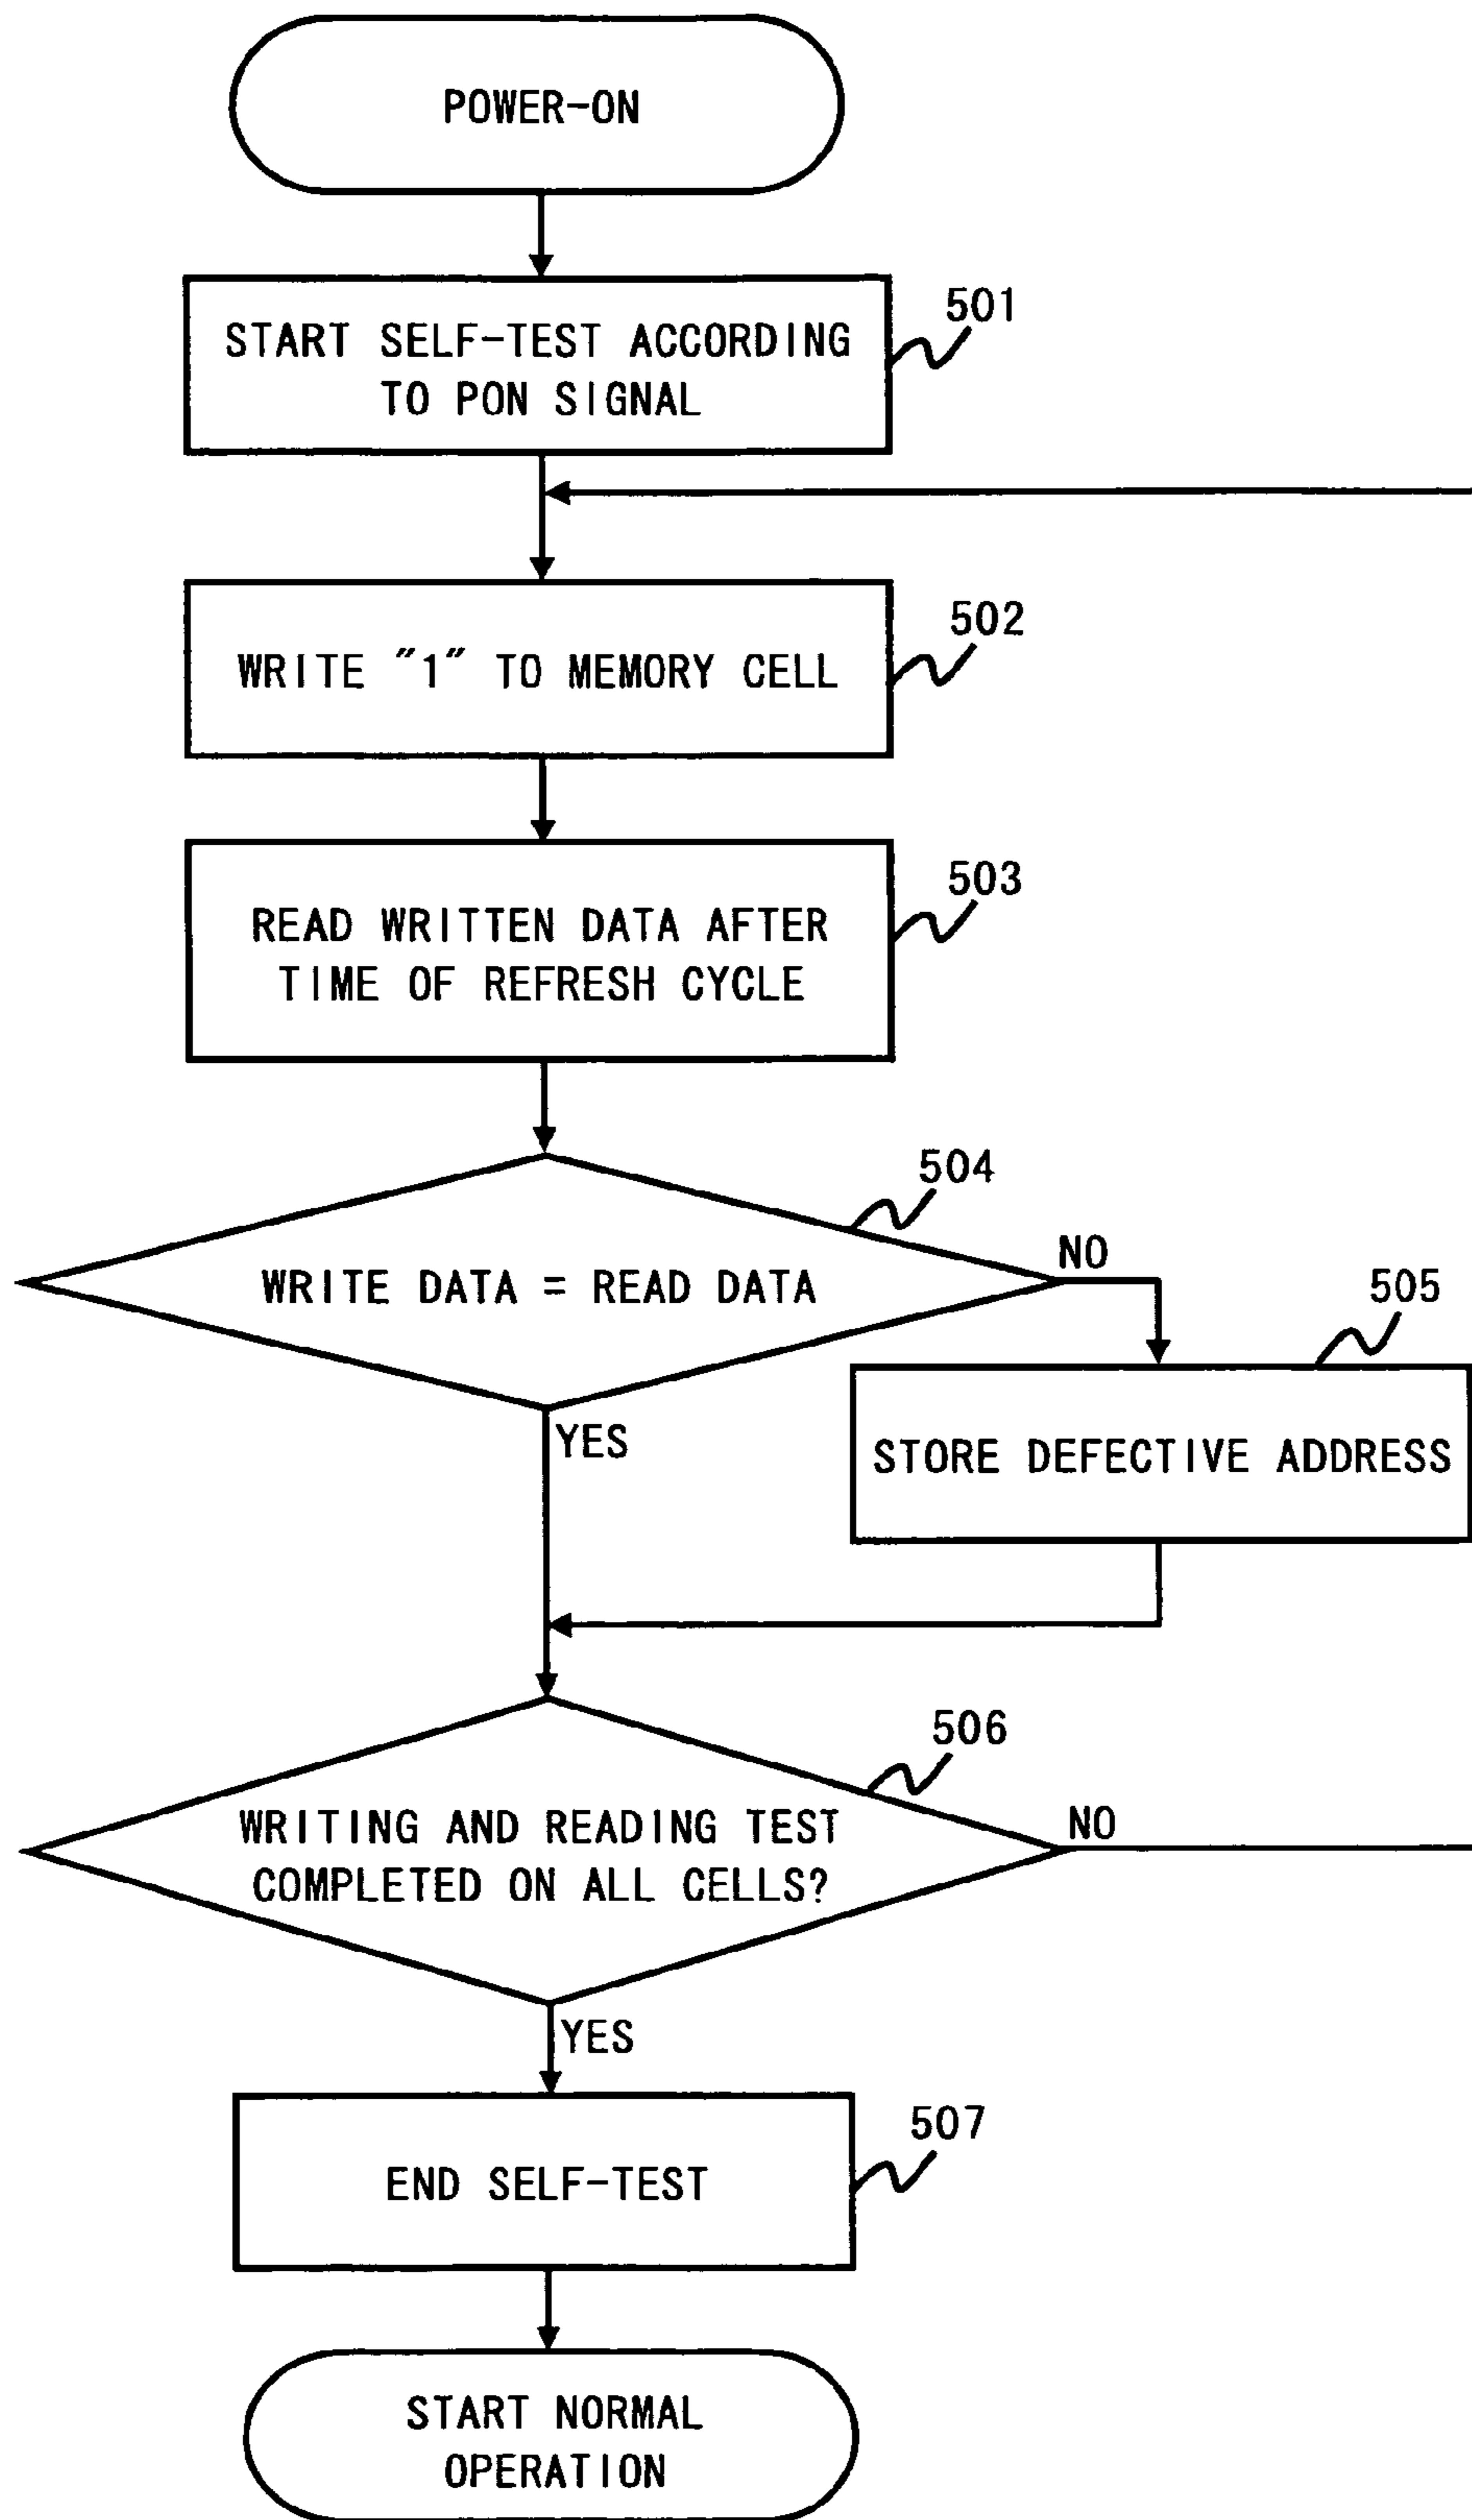 POWER-ON
START SELF-TEST ACCORDING
TO PON SIGNAL
501
WRITE "1" TO MEMORY CELL
502
READ WRITTEN DATA AFTER
TIME OF REFRESH CYCLE
503
504
WRITE DATA = READ DATA
NO
505
YES
STORE DEFECTIVE ADDRESS
506
WRITING AND READING TEST
COMPLETED ON ALL CELLS?
NO
YES
507
END SELF-TEST
START NORMAL
OPERATION